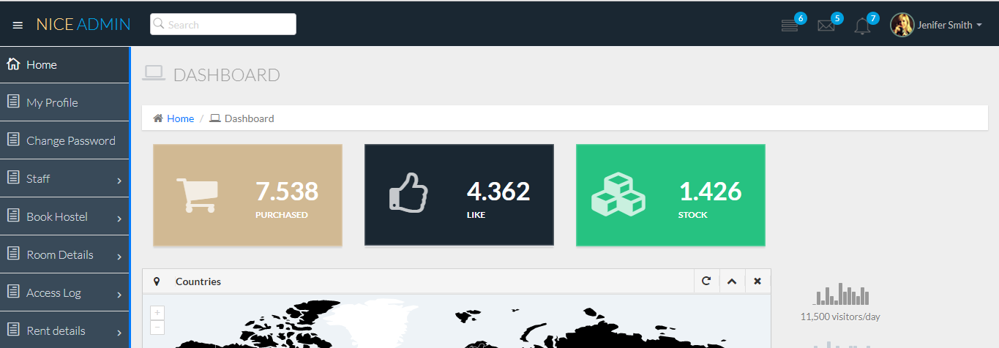 NICE ADMIN
Search
6
5
7
Jenifer Smith
Home
My Profile
Change Password
Staff
Book Hostel
Room Details
Access Log
Rent details
DASHBOARD
Home / Dashboard
7.538
PURCHASED
4.362
LIKE
1.426
STOCK
Countries
+
−
11,500 visitors/day